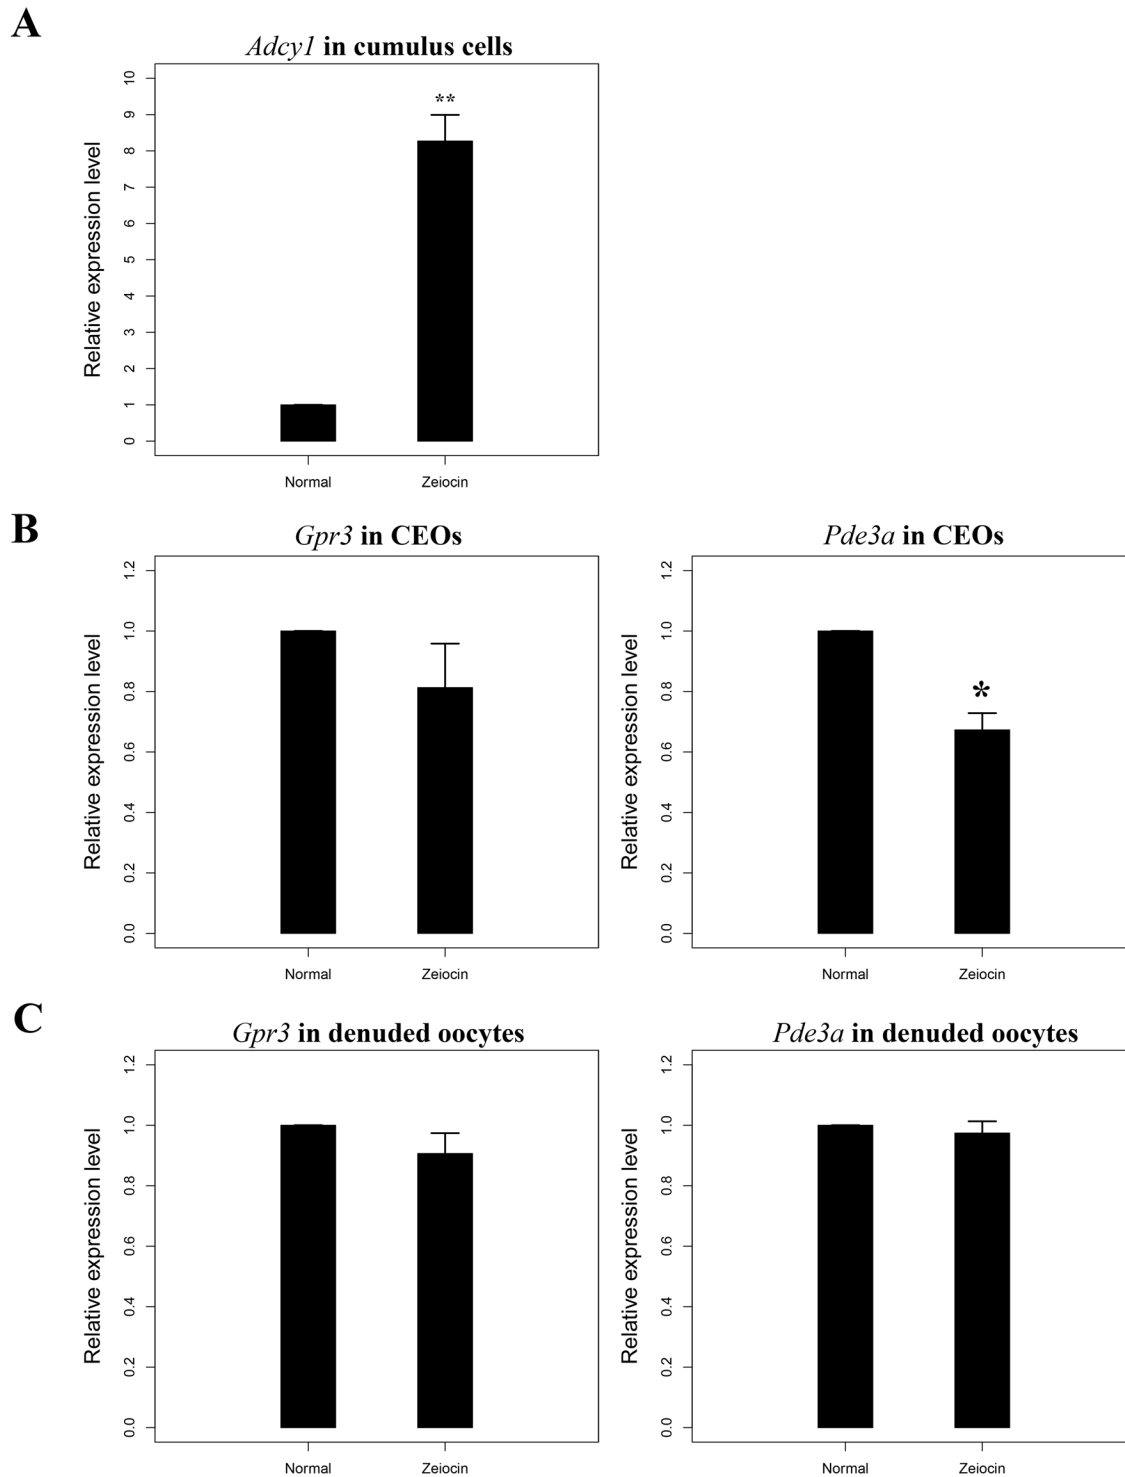 A
Adcy1 in cumulus cells
Relative expression level
10
9
8
7
6
5
4
3
2
1
0
**
Normal
Zeiocin
B
Gpr3 in CEOs
Relative expression level
1.2
1.0
0.8
0.6
0.4
0.2
0.0
Normal
Zeiocin
Pde3a in CEOs
Relative expression level
1.2
1.0
0.8
0.6
0.4
0.2
0.0
*
Normal
Zeiocin
C
Gpr3 in denuded oocytes
Relative expression level
1.2
1.0
0.8
0.6
0.4
0.2
0.0
Normal
Zeiocin
Pde3a in denuded oocytes
Relative expression level
1.2
1.0
0.8
0.6
0.4
0.2
0.0
Normal
Zeiocin